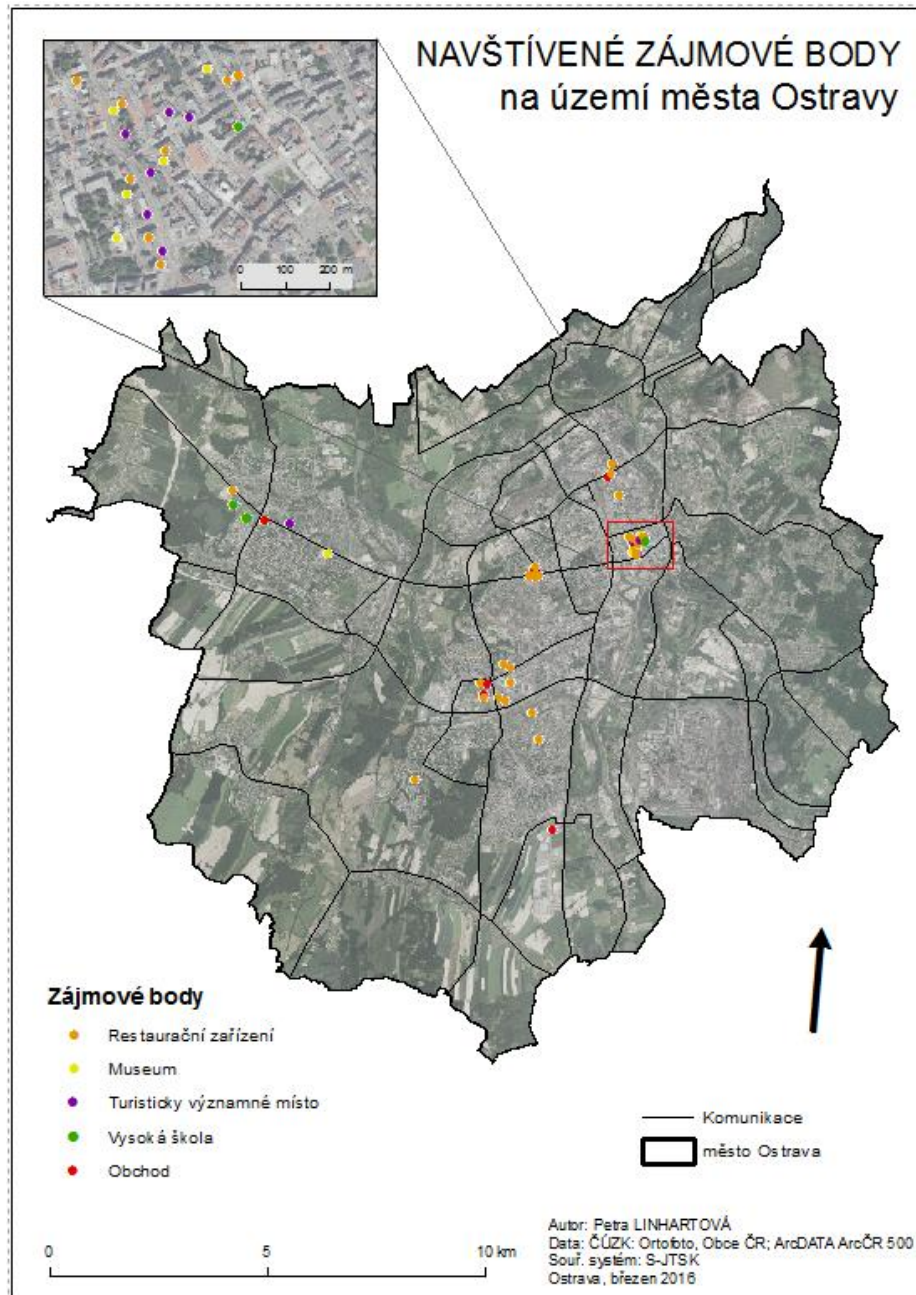 NAVŠTÍVENÉ ZÁJMOVÉ BODY
na území města Ostravy
0 100 200 m
Zájmové body
Restaurační zařízení
Museum
Turisticky významné místo
Vysoká škola
Obchod
Komunikace
město Ostrava
0 5 10 km
Autor: Petra LINHARTOVÁ
Data: ČÚZK: Ortofoto, Obce ČR; ArcDATA ArcČR 500
Souř. systém: S-JTSK
Ostrava, březen 2016